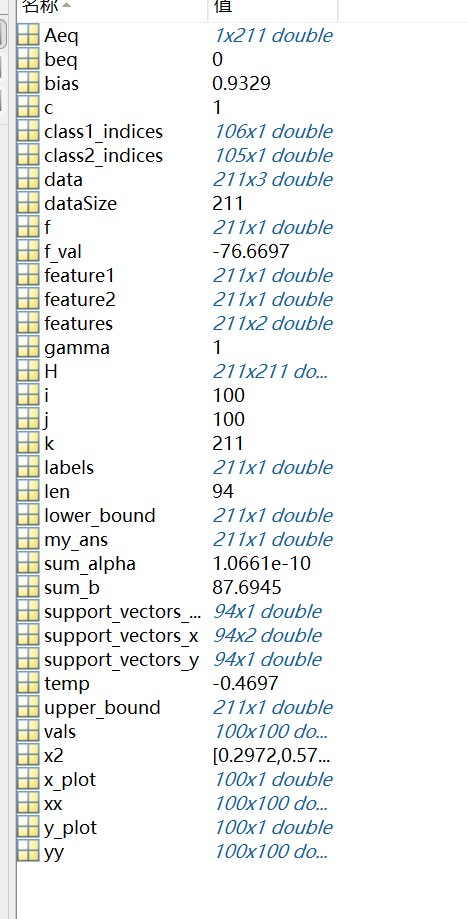 名称 值
Aeq 1x211 double
beq 0
bias 0.9329
c 1
class1_indices 106x1 double
class2_indices 105x1 double
data 211x3 double
dataSize 211
f 211x1 double
f_val -76.6697
feature1 211x1 double
feature2 211x1 double
features 211x2 double
gamma 1
H 211x211 do...
i 100
j 100
k 211
labels 211x1 double
len 94
lower_bound 211x1 double
my_ans 211x1 double
sum_alpha 1.0661e-10
sum_b 87.6945
support_vectors_... 94x1 double
support_vectors_x 94x2 double
support_vectors_y 94x1 double
temp -0.4697
upper_bound 211x1 double
vals 100x100 do...
x2 [0.2972,0.57...
x_plot 100x1 double
xx 100x100 do...
y_plot 100x1 double
yy 100x100 do...